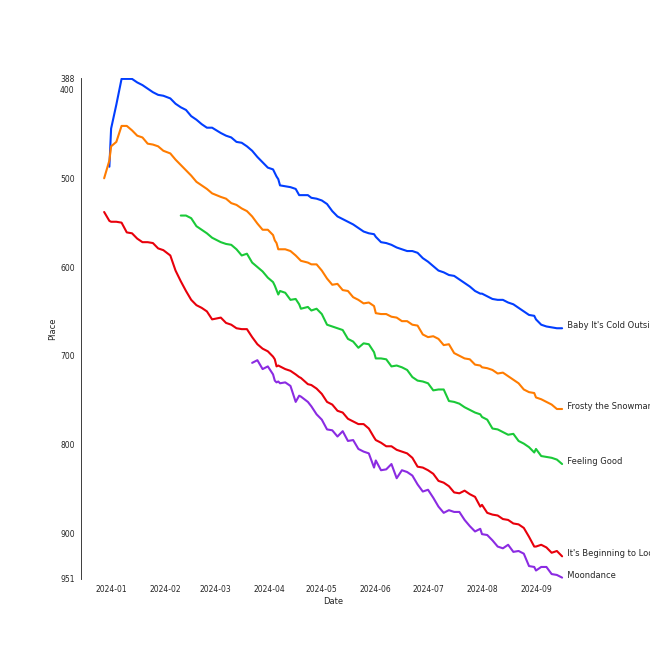 388
400
500
600
700
800
900
951
Place
2024-01 2024-02 2024-03 2024-04 2024-05 2024-06 2024-07 2024-08 2024-09
Date
Baby It's Cold Outsi
Frosty the Snowmar
Feeling Good
It's Beginning to Loo
Moondance